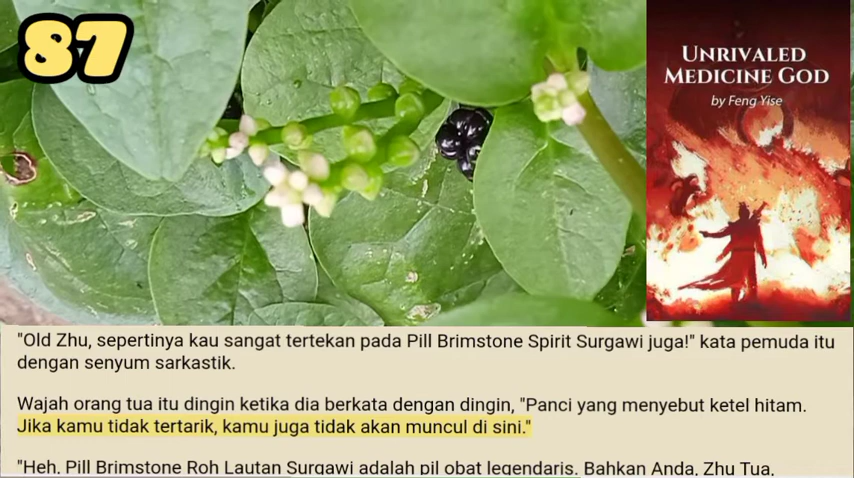 87
UNRIVALED
MEDICINE GOD
by Feng Yise
"Old Zhu, sepertinya kau sangat tertekan pada Pill Brimstone Spirit Surgawi juga!" kata pemuda itu
dengan senyum sarkastik.
Wajah orang tua itu dingin ketika dia berkata dengan dingin, "Panci yang menyebut ketel hitam.
Jika kamu tidak tertarik, kamu juga tidak akan muncul di sini."
"Heh, Pill Brimstone Roh Lautan Surgawi adalah pil obat legendaris. Bahkan Anda, Zhu Tua,